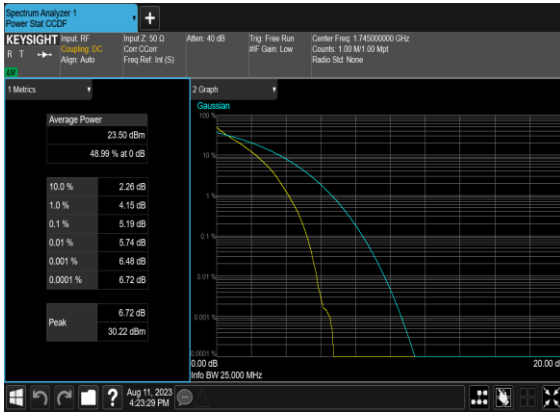 Spectrum Analyzer 1
Power Stat CCDF
KEYSIGHT
R T
LV
Input: RF
Coupling: DC
Align: Auto
Input Z: 50 Ω
Corr CCorr
Freq Ref: Int (S)
Atten: 40 dB
Trig: Free Run
#IF Gain: Low
Center Freq: 1.745000000 GHz
Counts: 1.00 M/1.00 Mpt
Radio Std: None
1 Metrics
Average Power
23.50 dBm
48.99 % at 0 dB
10.0 % 2.26 dB
1.0 % 4.15 dB
0.1 % 5.19 dB
0.01 % 5.74 dB
0.001 % 6.48 dB
0.0001 % 6.72 dB
Peak
6.72 dB
30.22 dBm
2 Graph
Gaussian
100 %
10 %
1 %
0.1 %
0.01 %
0.001 %
0.0001 %
0.00 dB
20.00 d
Info BW 25.000 MHz
Aug 11, 2023
4:23:29 PM